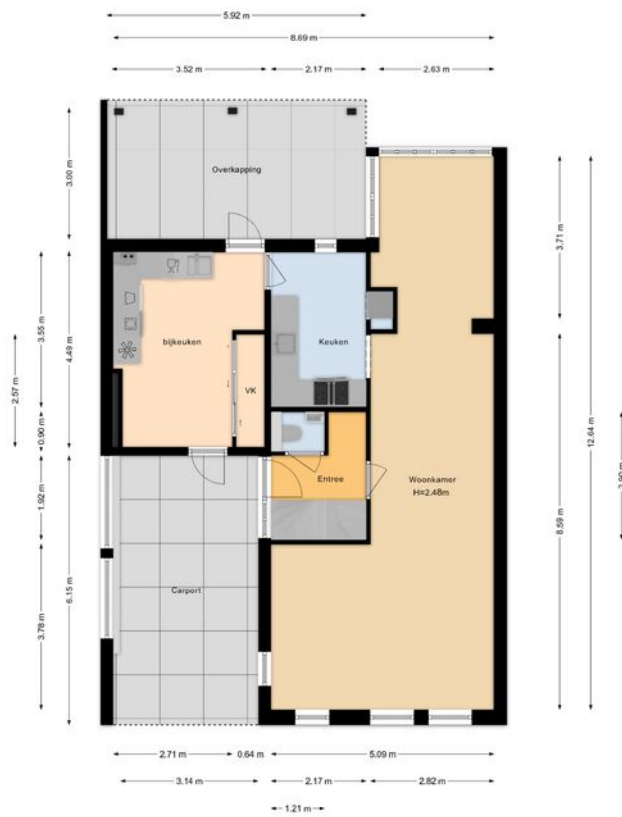 5.92 m
8.69 m
3.52 m
2.17 m
2.63 m
3.00 m
Overkapping
3.71 m
3.55 m
4.49 m
bijkeuken
Keuken
2.57 m
VK
12.64 m
0.90 m
2.90 m
Entree
Woonkamer
H=2.48m
1.92 m
8.59 m
Carport
6.15 m
3.78 m
2.71 m
0.64 m
5.09 m
3.14 m
2.17 m
2.82 m
1.21 m